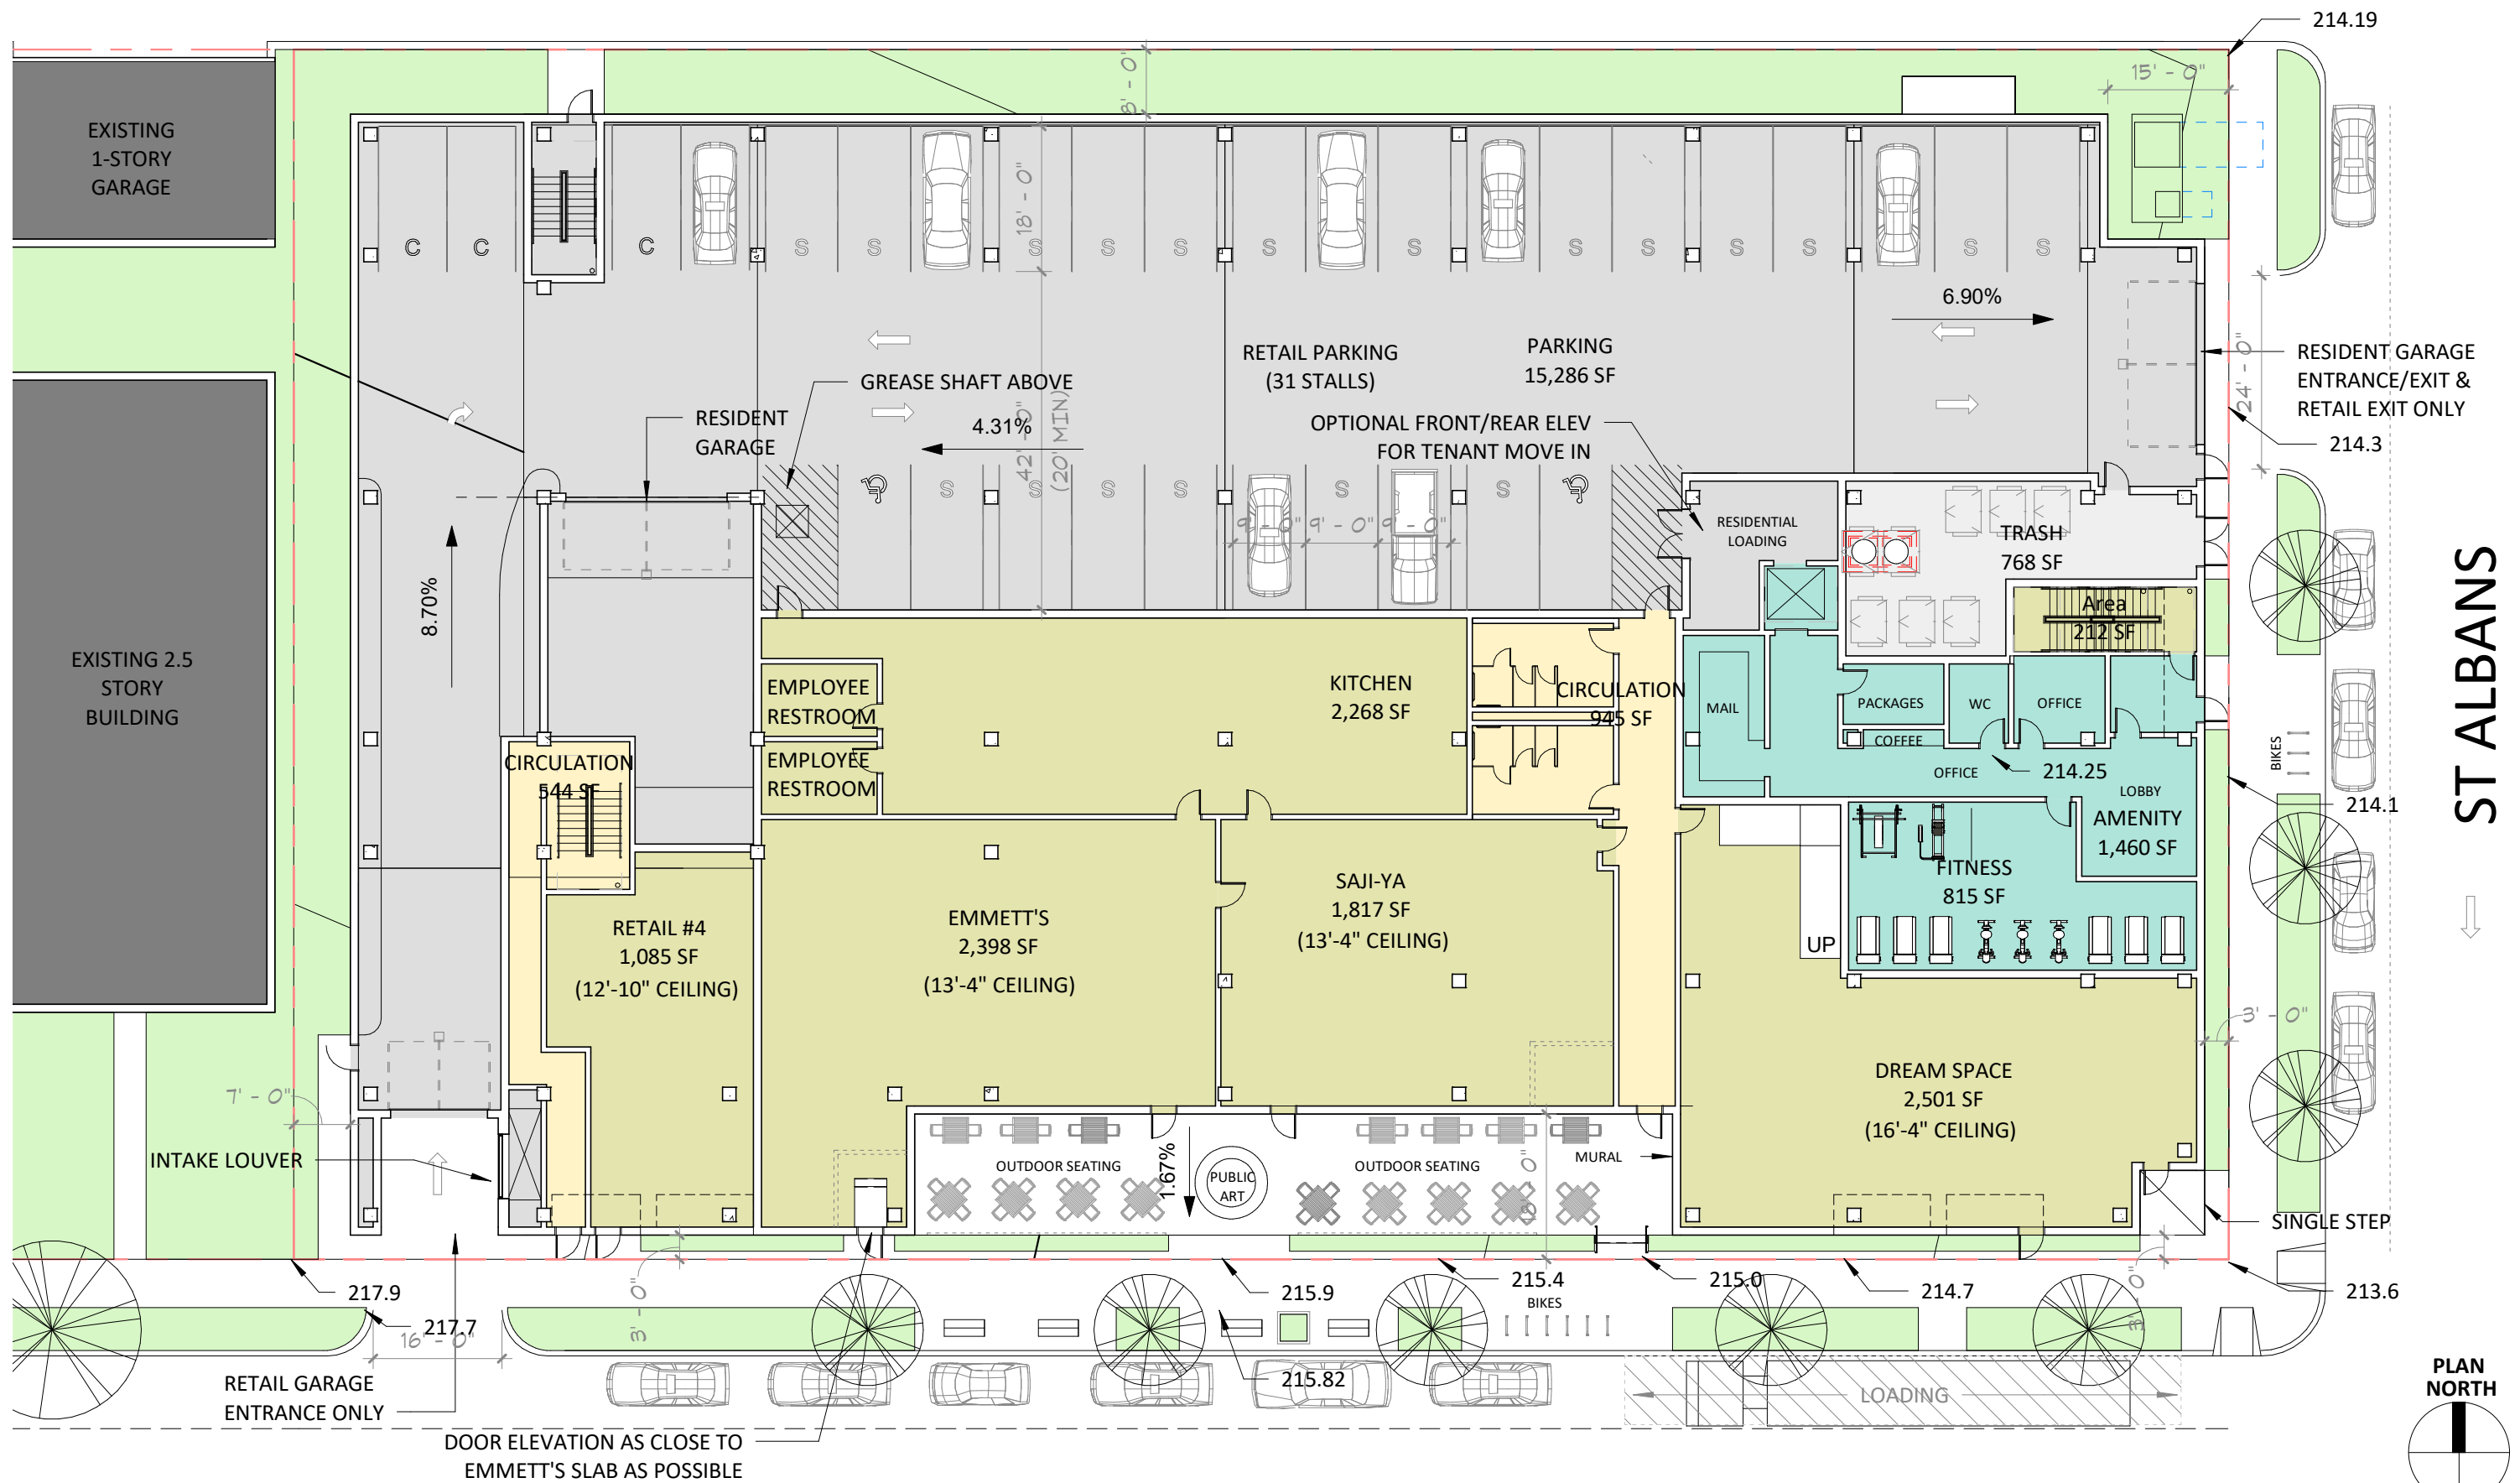 214.19
15' - 0"
8' - 0"
EXISTING
1-STORY
GARAGE
18' - 0"
C
C
C
S
S
S
S
S
S
S
S
S
S
S
S
S
6.90%
RETAIL PARKING
(31 STALLS)
PARKING
15,286 SF
RESIDENT GARAGE
ENTRANCE/EXIT &
RETAIL EXIT ONLY
24' - 0"
214.3
GREASE SHAFT ABOVE
RESIDENT
GARAGE
4.31%
42' - 0"
(20' MIN)
OPTIONAL FRONT/REAR ELEV
FOR TENANT MOVE IN
S
S
S
S
S
S
9' - 0"
9' - 0"
9' - 0"
RESIDENTIAL
LOADING
TRASH
768 SF
Area
212 SF
ST ALBANS
8.70%
EXISTING 2.5
STORY
BUILDING
EMPLOYEE
RESTROOM
EMPLOYEE
RESTROOM
KITCHEN
2,268 SF
CIRCULATION
945 SF
MAIL
PACKAGES
WC
OFFICE
COFFEE
OFFICE
214.25
LOBBY
BIKES
214.1
CIRCULATION
544 SF
AMENITY
1,460 SF
FITNESS
815 SF
UP
RETAIL #4
1,085 SF
(12'-10" CEILING)
EMMETT'S
2,398 SF
(13'-4" CEILING)
SAJI-YA
1,817 SF
(13'-4" CEILING)
3' - 0"
DREAM SPACE
2,501 SF
(16'-4" CEILING)
7' - 0"
INTAKE LOUVER
OUTDOOR SEATING
1.67%
PUBLIC
ART
OUTDOOR SEATING
18' - 0"
MURAL
SINGLE STEP
217.9
217.7
16' - 0"
3' - 0"
215.9
215.4
BIKES
215.0
214.7
3' - 0"
213.6
215.82
LOADING
RETAIL GARAGE
ENTRANCE ONLY
DOOR ELEVATION AS CLOSE TO
EMMETT'S SLAB AS POSSIBLE
PLAN
NORTH